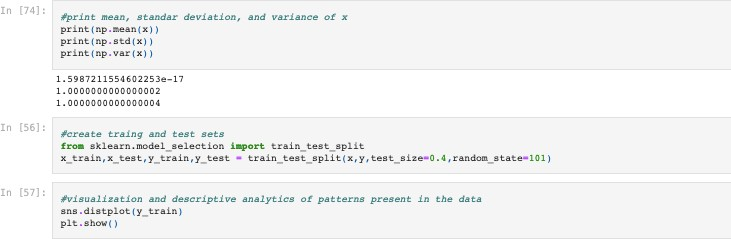 In [74]:
#print mean, standar deviation, and variance of x
print(np.mean(x))
print(np.std(x))
print(np.var(x))
1.5987211554602253e-17
1.0000000000000002
1.0000000000000004
In [56]:
#create traing and test sets
from sklearn.model_selection import train_test_split
x_train,x_test,y_train,y_test = train_test_split(x,y,test_size=0.4,random_state=101)
In [57]:
#visualization and descriptive analytics of patterns present in the data
sns.distplot(y_train)
plt.show()